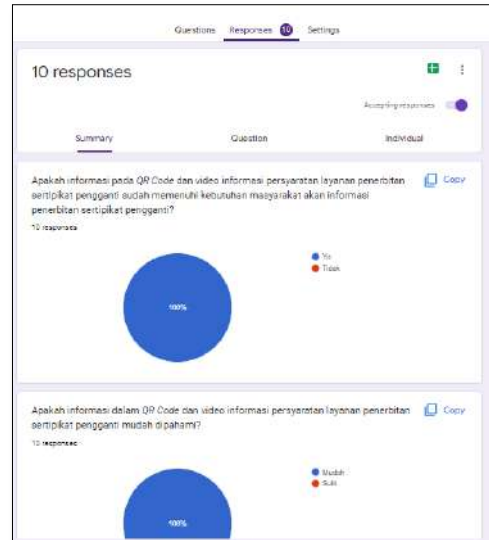 Questions Responses 10 Settings
10 responses
Accepting responses
Summary Question Individual
Apakah informasi pada QR Code dan video informasi persyaratan layanan penerbitan
sertipikat pengganti sudah memenuhi kebutuhan masyarakat akan informasi
penerbitan sertipikat pengganti?
Copy
10 responses
Ya
Tidak
100%
Apakah informasi dalam QR Code dan video informasi persyaratan layanan penerbitan
sertipikat pengganti mudah dipahami?
Copy
10 responses
Mudah
Sulit
100%